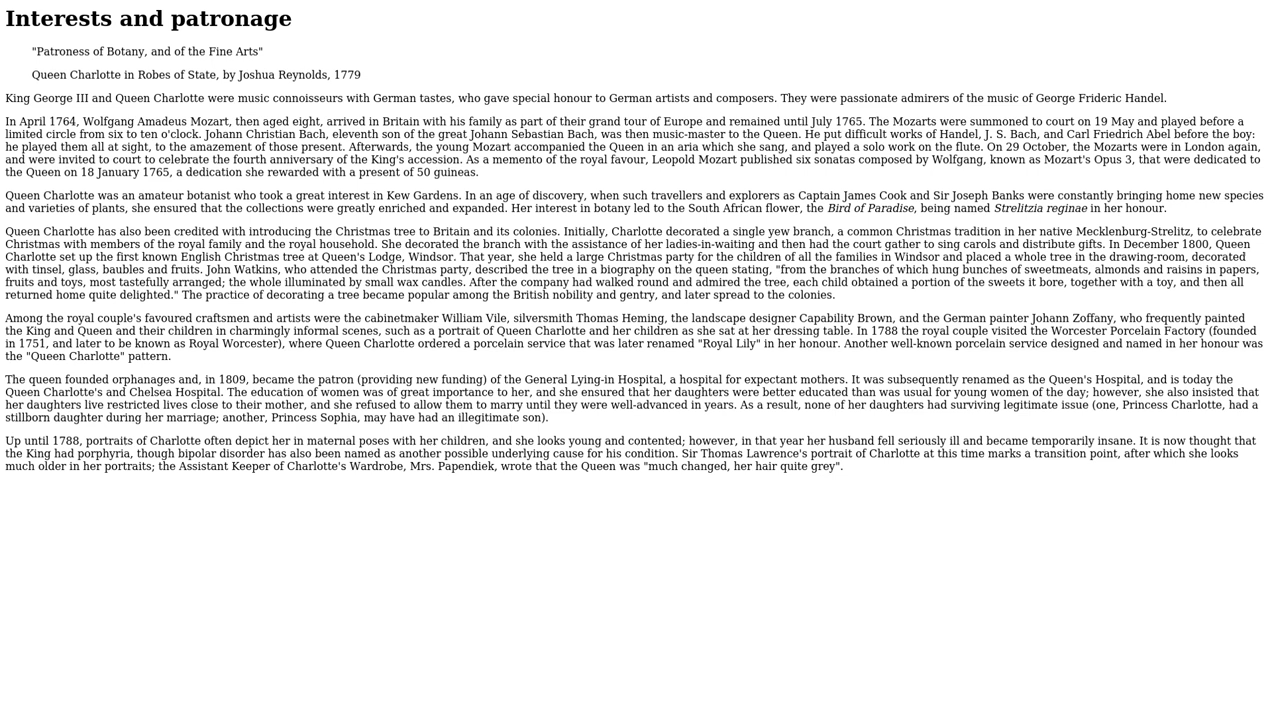 Interests and patronage
"Patroness of Botany, and of the Fine Arts"
Queen Charlotte in Robes of State, by Joshua Reynolds, 1779
King George III and Queen Charlotte were music connoisseurs with German tastes, who gave special honour to German artists and composers. They were passionate admirers of the music of George Frideric Handel.
In April 1764, Wolfgang Amadeus Mozart, then aged eight, arrived in Britain with his family as part of their grand tour of Europe and remained until July 1765. The Mozarts were summoned to court on 19 May and played before a
limited circle from six to ten o'clock. Johann Christian Bach, eleventh son of the great Johann Sebastian Bach, was then music-master to the Queen. He put difficult works of Handel, J. S. Bach, and Carl Friedrich Abel before the boy:
he played them all at sight, to the amazement of those present. Afterwards, the young Mozart accompanied the Queen in an aria which she sang, and played a solo work on the flute. On 29 October, the Mozarts were in London again,
and were invited to court to celebrate the fourth anniversary of the King's accession. As a memento of the royal favour, Leopold Mozart published six sonatas composed by Wolfgang, known as Mozart's Opus 3, that were dedicated to
the Queen on 18 January 1765, a dedication she rewarded with a present of 50 guineas.
Queen Charlotte was an amateur botanist who took a great interest in Kew Gardens. In an age of discovery, when such travellers and explorers as Captain James Cook and Sir Joseph Banks were constantly bringing home new species
and varieties of plants, she ensured that the collections were greatly enriched and expanded. Her interest in botany led to the South African flower, the Bird of Paradise, being named Strelitzia reginae in her honour.
Queen Charlotte has also been credited with introducing the Christmas tree to Britain and its colonies. Initially, Charlotte decorated a single yew branch, a common Christmas tradition in her native Mecklenburg-Strelitz, to celebrate
Christmas with members of the royal family and the royal household. She decorated the branch with the assistance of her ladies-in-waiting and then had the court gather to sing carols and distribute gifts. In December 1800, Queen
Charlotte set up the first known English Christmas tree at Queen's Lodge, Windsor. That year, she held a large Christmas party for the children of all the families in Windsor and placed a whole tree in the drawing-room, decorated
with tinsel, glass, baubles and fruits. John Watkins, who attended the Christmas party, described the tree in a biography on the queen stating, "from the branches of which hung bunches of sweetmeats, almonds and raisins in papers,
fruits and toys, most tastefully arranged; the whole illuminated by small wax candles. After the company had walked round and admired the tree, each child obtained a portion of the sweets it bore, together with a toy, and then all
returned home quite delighted." The practice of decorating a tree became popular among the British nobility and gentry, and later spread to the colonies.
Among the royal couple's favoured craftsmen and artists were the cabinetmaker William Vile, silversmith Thomas Heming, the landscape designer Capability Brown, and the German painter Johann Zoffany, who frequently painted
the King and Queen and their children in charmingly informal scenes, such as a portrait of Queen Charlotte and her children as she sat at her dressing table. In 1788 the royal couple visited the Worcester Porcelain Factory (founded
in 1751, and later to be known as Royal Worcester), where Queen Charlotte ordered a porcelain service that was later renamed "Royal Lily" in her honour. Another well-known porcelain service designed and named in her honour was
the "Queen Charlotte" pattern.
The queen founded orphanages and, in 1809, became the patron (providing new funding) of the General Lying-in Hospital, a hospital for expectant mothers. It was subsequently renamed as the Queen's Hospital, and is today the
Queen Charlotte's and Chelsea Hospital. The education of women was of great importance to her, and she ensured that her daughters were better educated than was usual for young women of the day; however, she also insisted that
her daughters live restricted lives close to their mother, and she refused to allow them to marry until they were well-advanced in years. As a result, none of her daughters had surviving legitimate issue (one, Princess Charlotte, had a
stillborn daughter during her marriage; another, Princess Sophia, may have had an illegitimate son).
Up until 1788, portraits of Charlotte often depict her in maternal poses with her children, and she looks young and contented; however, in that year her husband fell seriously ill and became temporarily insane. It is now thought that
the King had porphyria, though bipolar disorder has also been named as another possible underlying cause for his condition. Sir Thomas Lawrence's portrait of Charlotte at this time marks a transition point, after which she looks
much older in her portraits; the Assistant Keeper of Charlotte's Wardrobe, Mrs. Papendiek, wrote that the Queen was "much changed, her hair quite grey".